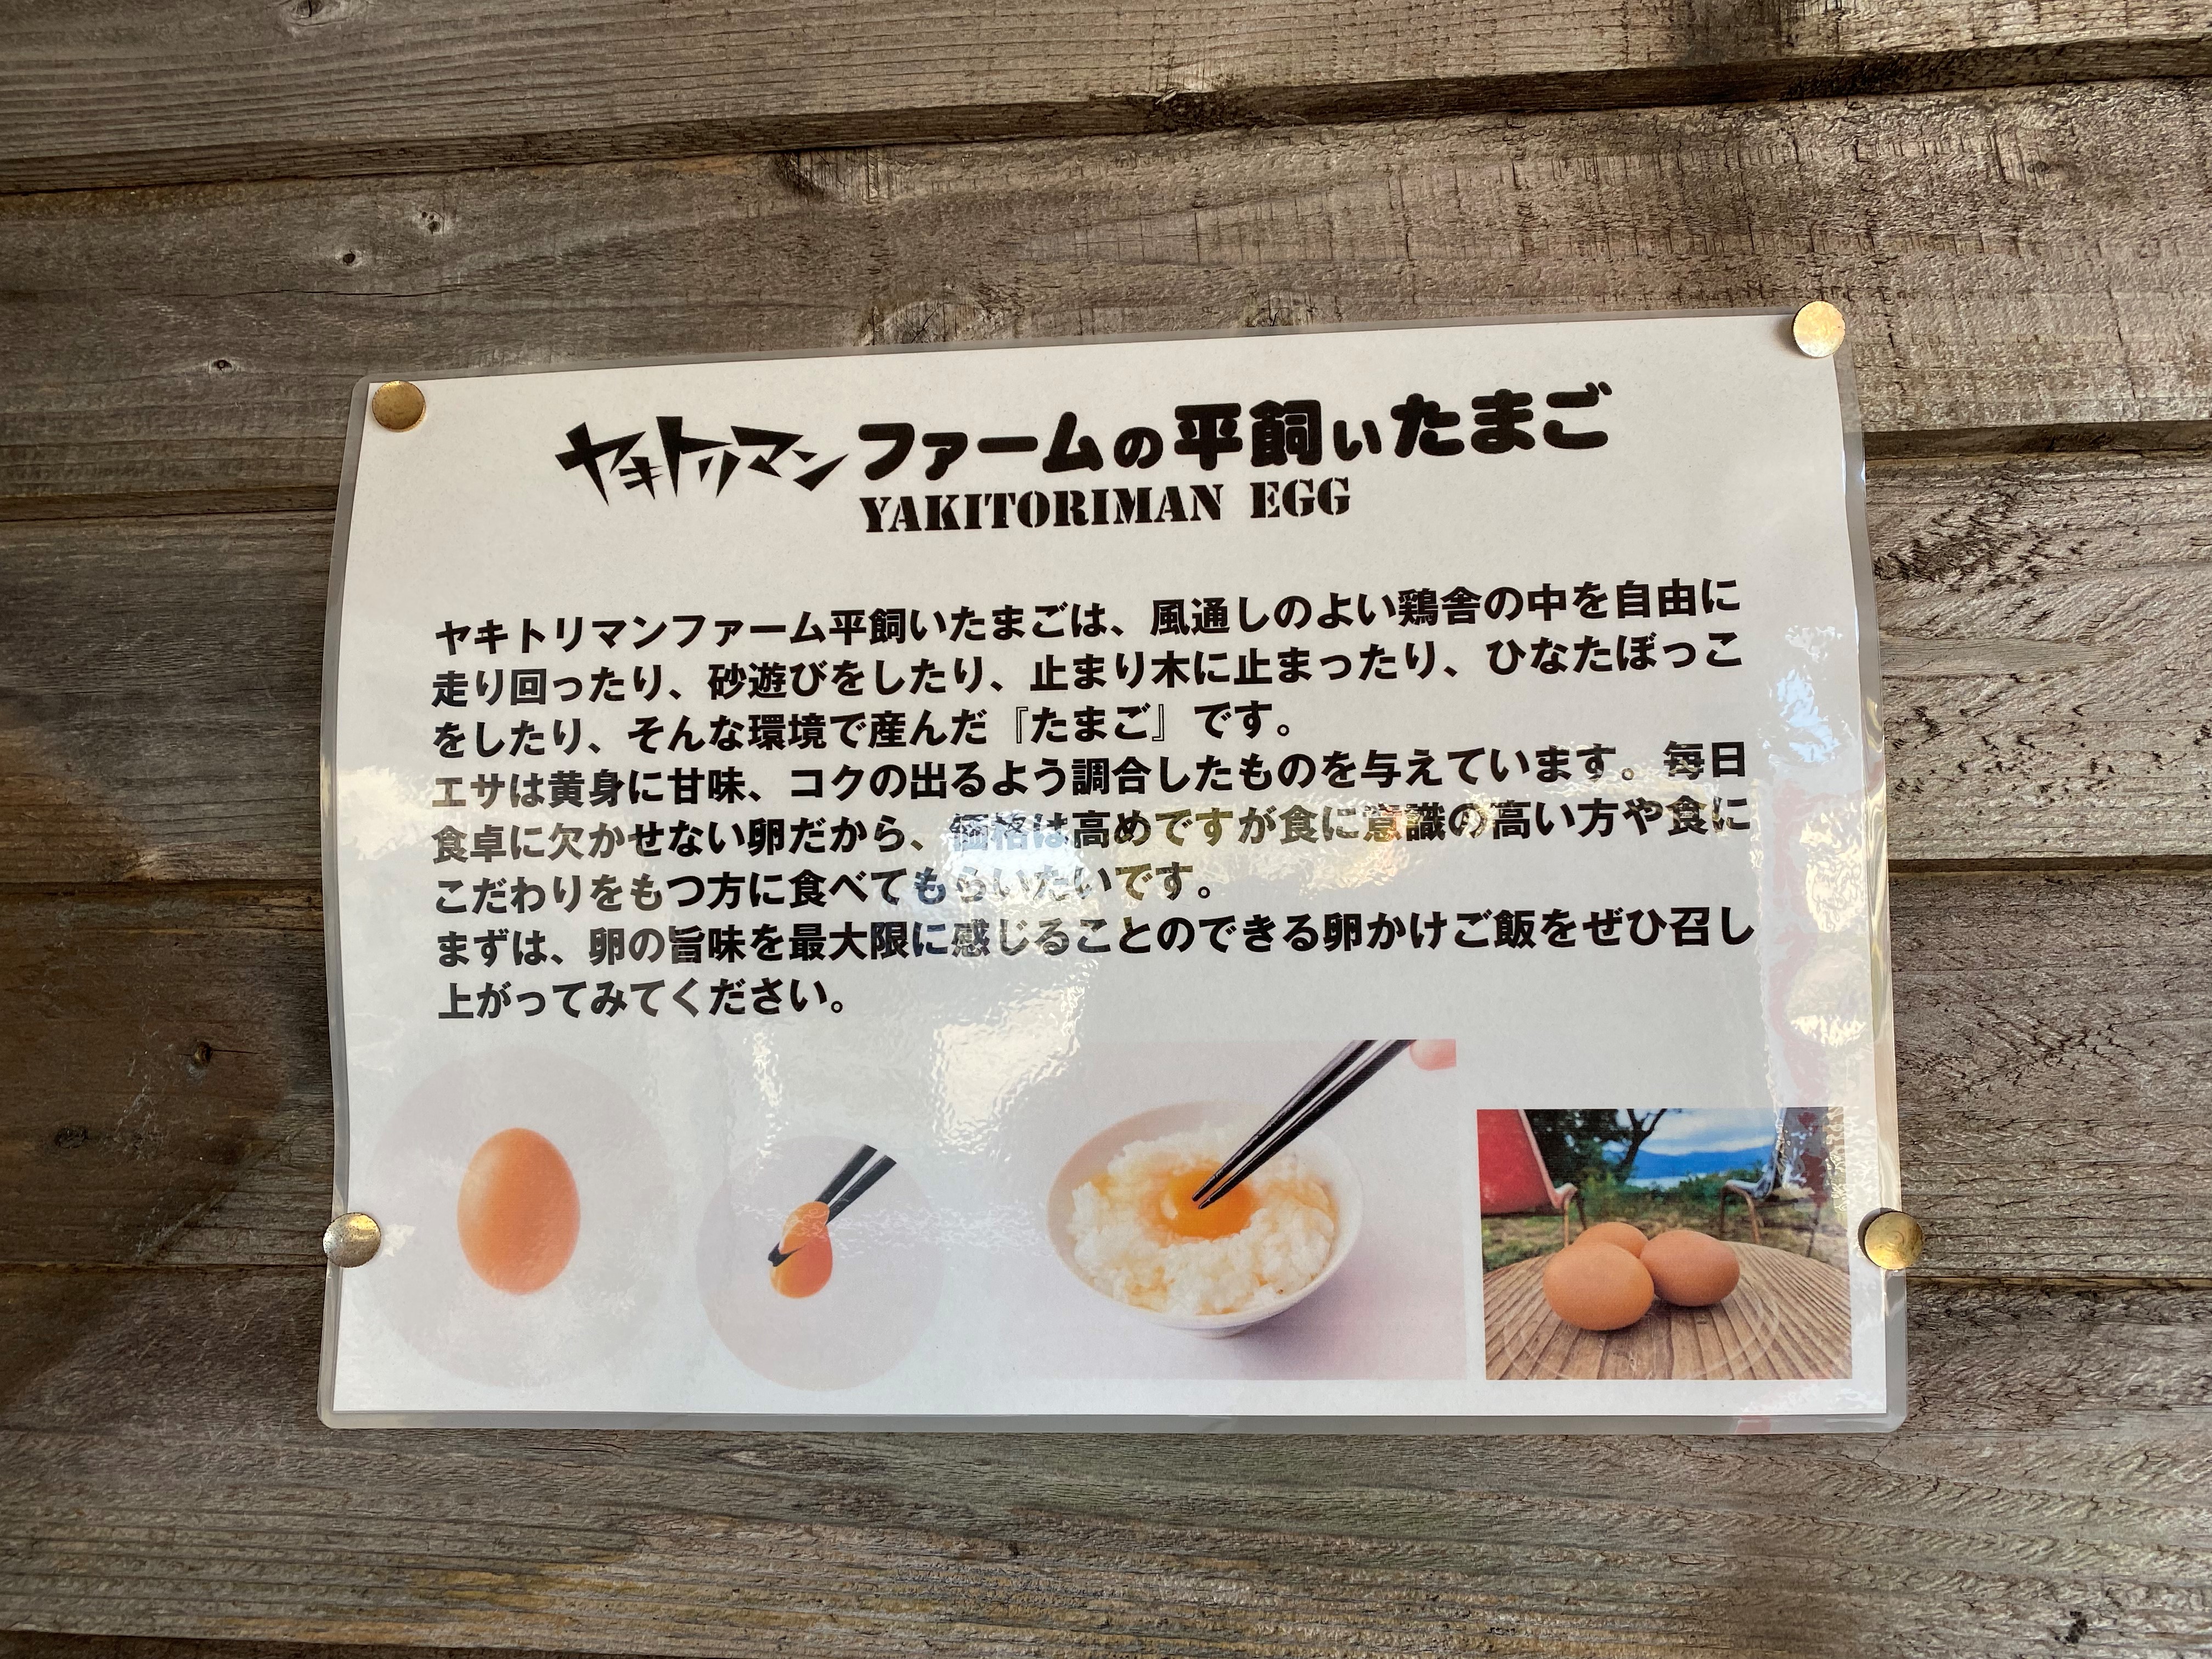 ヤキトリマンファームの平飼いたまご
YAKITORIMAN EGG
ヤキトリマンファーム平飼いたまごは、風通しのよい鶏舎の中を自由に
走り回ったり、砂遊びをしたり、止まり木に止まったり、ひなたぼっこ
をしたり、そんな環境で産んだ『たまご』です。
エサは黄身に甘味、コクの出るよう調合したものを与えています。毎日
食卓に欠かせない卵だから、価格は高めですが食に意識の高い方や食に
こだわりをもつ方に食べてもらいたいです。
まずは、卵の旨味を最大限に感じることのできる卵かけご飯をぜひ召し
上がってみてください。